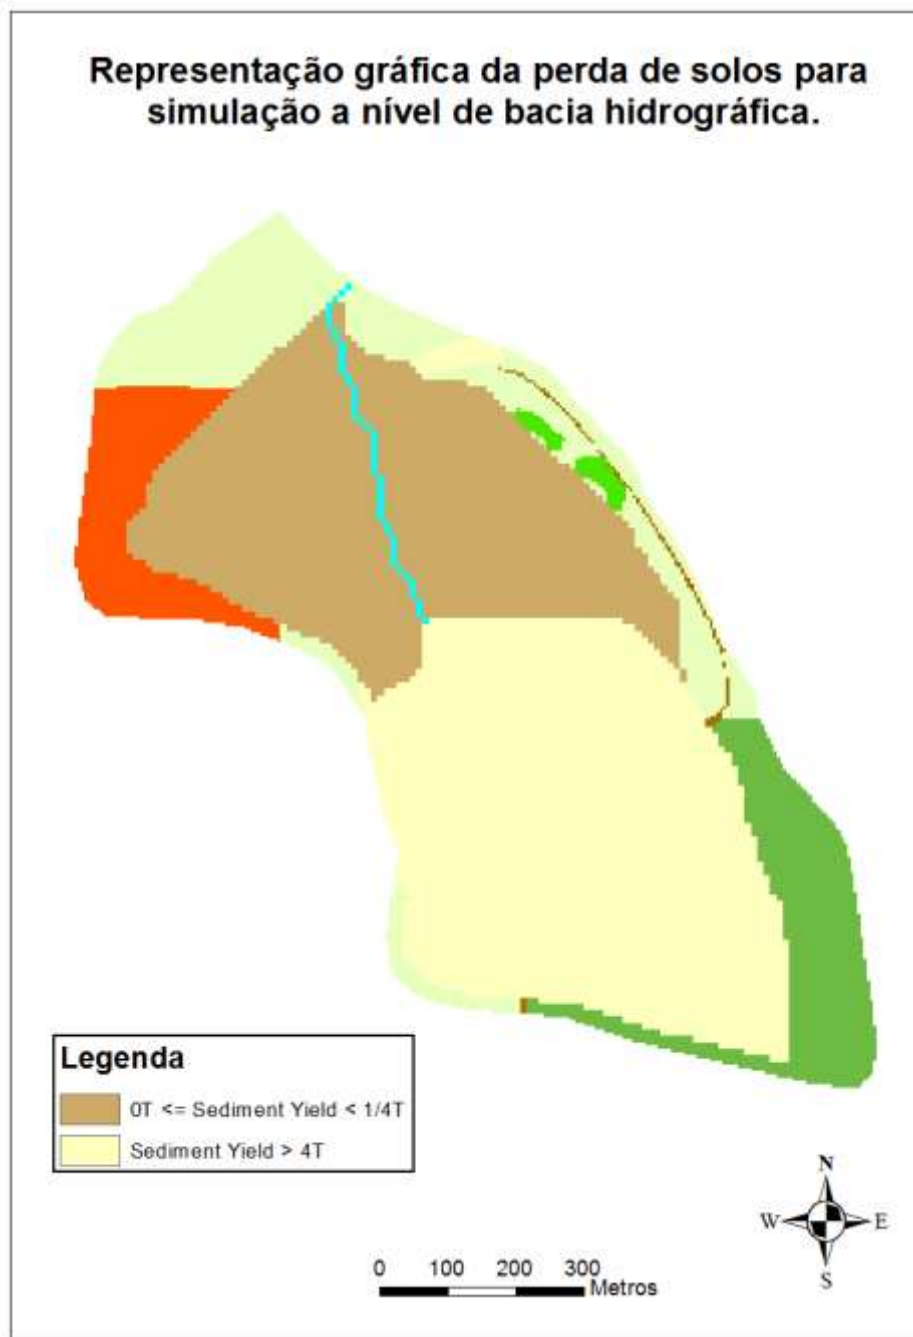 Representação gráfica da perda de solos para
simulação a nível de bacia hidrográfica.
Legenda
0T <= Sediment Yield < 1/4T
Sediment Yield > 4T
N
W E
S
0 100 200 300
Metros